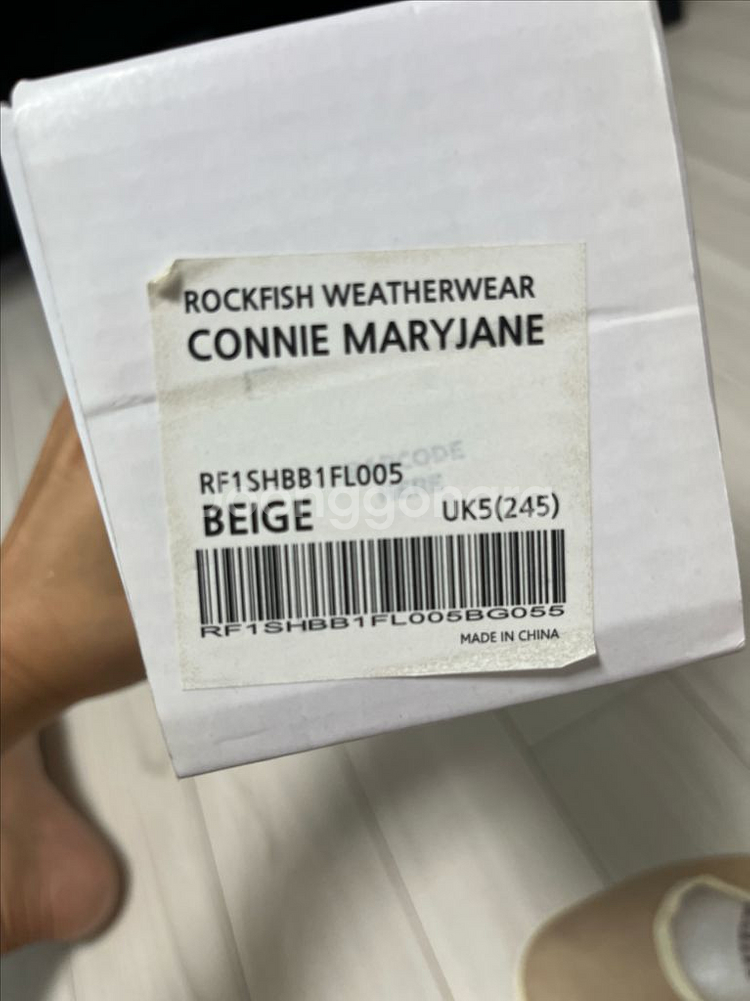 ROCKFISH WEATHERWEAR
CONNIE MARYJANE
RF1SHBB1FL005
BEIGE
UK5(245)
RF1SHBB1FL005BG055
MADE IN CHINA